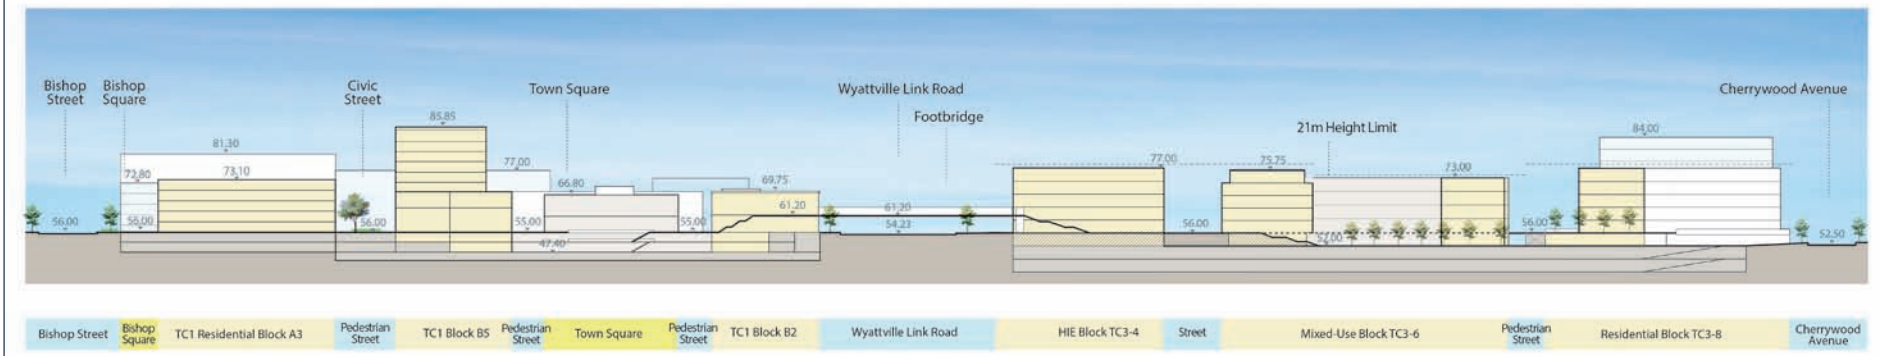 Bishop
Street
Bishop
Square
Civic
Street
Town Square
Wyattville Link Road
Footbridge
21m Height Limit
Cherrywood Avenue
56.00
72.80
56.00
81.30
73.10
56.00
85.85
77.00
55.00
47.40
66.80
55.00
69.75
61.20
61.20
54.23
77.00
56.00
75.75
52.00
73.00
56.00
84.00
52.50
Bishop Street
Bishop
Square
TC1 Residential Block A3
Pedestrian
Street
TC1 Block B5
Pedestrian
Street
Town Square
Pedestrian
Street
TC1 Block B2
Wyattville Link Road
HIE Block TC3-4
Street
Mixed-Use Block TC3-6
Pedestrian
Street
Residential Block TC3-8
Cherrywood
Avenue